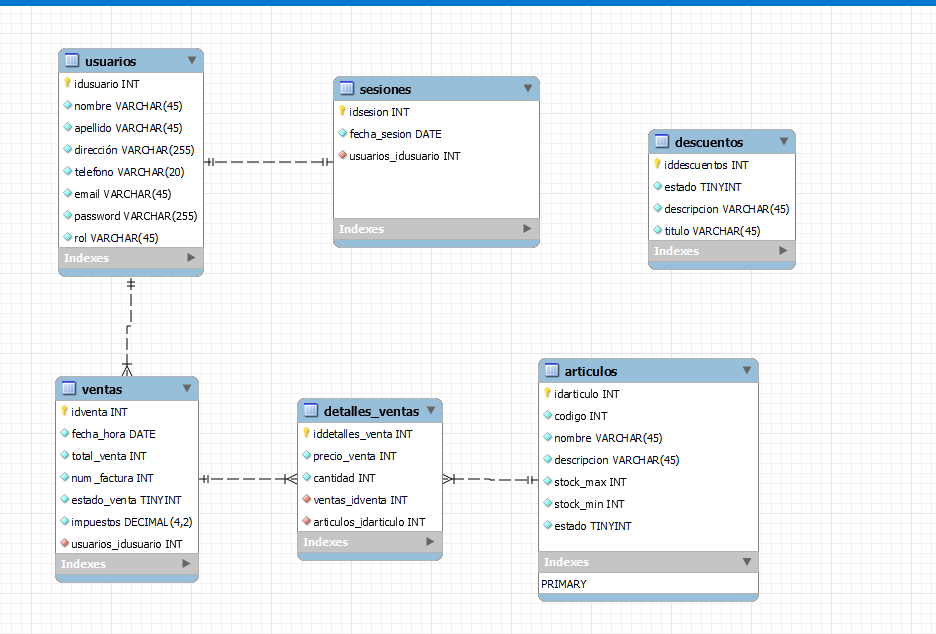 usuarios
idusuario INT
nombre VARCHAR(45)
apellido VARCHAR(45)
dirección VARCHAR(255)
telefono VARCHAR(20)
email VARCHAR(45)
password VARCHAR(255)
rol VARCHAR(45)
Indexes
sesiones
idsesion INT
fecha_sesion DATE
usuarios_idusuario INT
Indexes
descuentos
iddescuentos INT
estado TINYINT
descripcion VARCHAR(45)
titulo VARCHAR(45)
Indexes
ventas
idventa INT
fecha_hora DATE
total_venta INT
num_factura INT
estado_venta TINYINT
impuestos DECIMAL(4,2)
usuarios_idusuario INT
Indexes
detalles_ventas
iddetalles_venta INT
precio_venta INT
cantidad INT
ventas_idventa INT
articulos_idarticulo INT
Indexes
articulos
idarticulo INT
codigo INT
nombre VARCHAR(45)
descripcion VARCHAR(45)
stock_max INT
stock_min INT
estado TINYINT
Indexes
PRIMARY